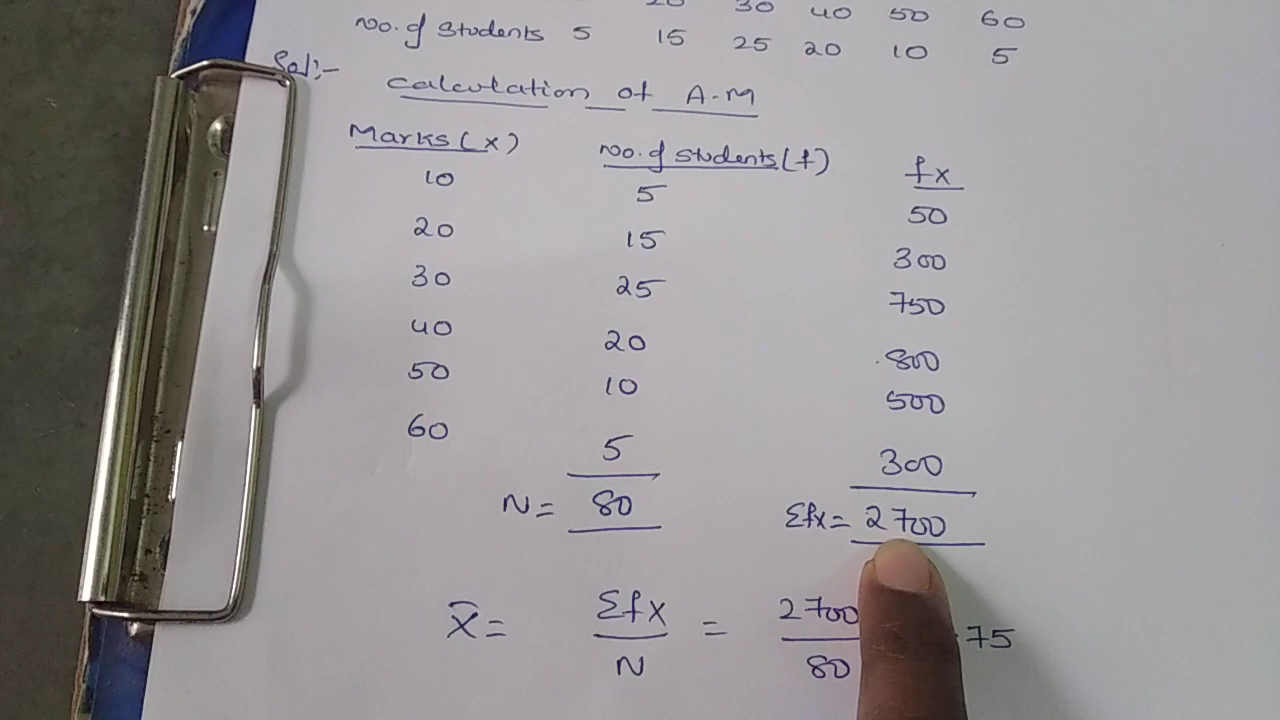 20 30 40 50 60
No. of Students 5 15 25 20 10 5
Sol:-
Calculation of A.M
Marks (x) No. of Students (f) fx
10 5 50
20 15 300
30 25 750
40 20 800
50 10 500
60 5 300
N = 80 Σfx = 2700
x̄ = Σfx / N = 2700 / 80 .75